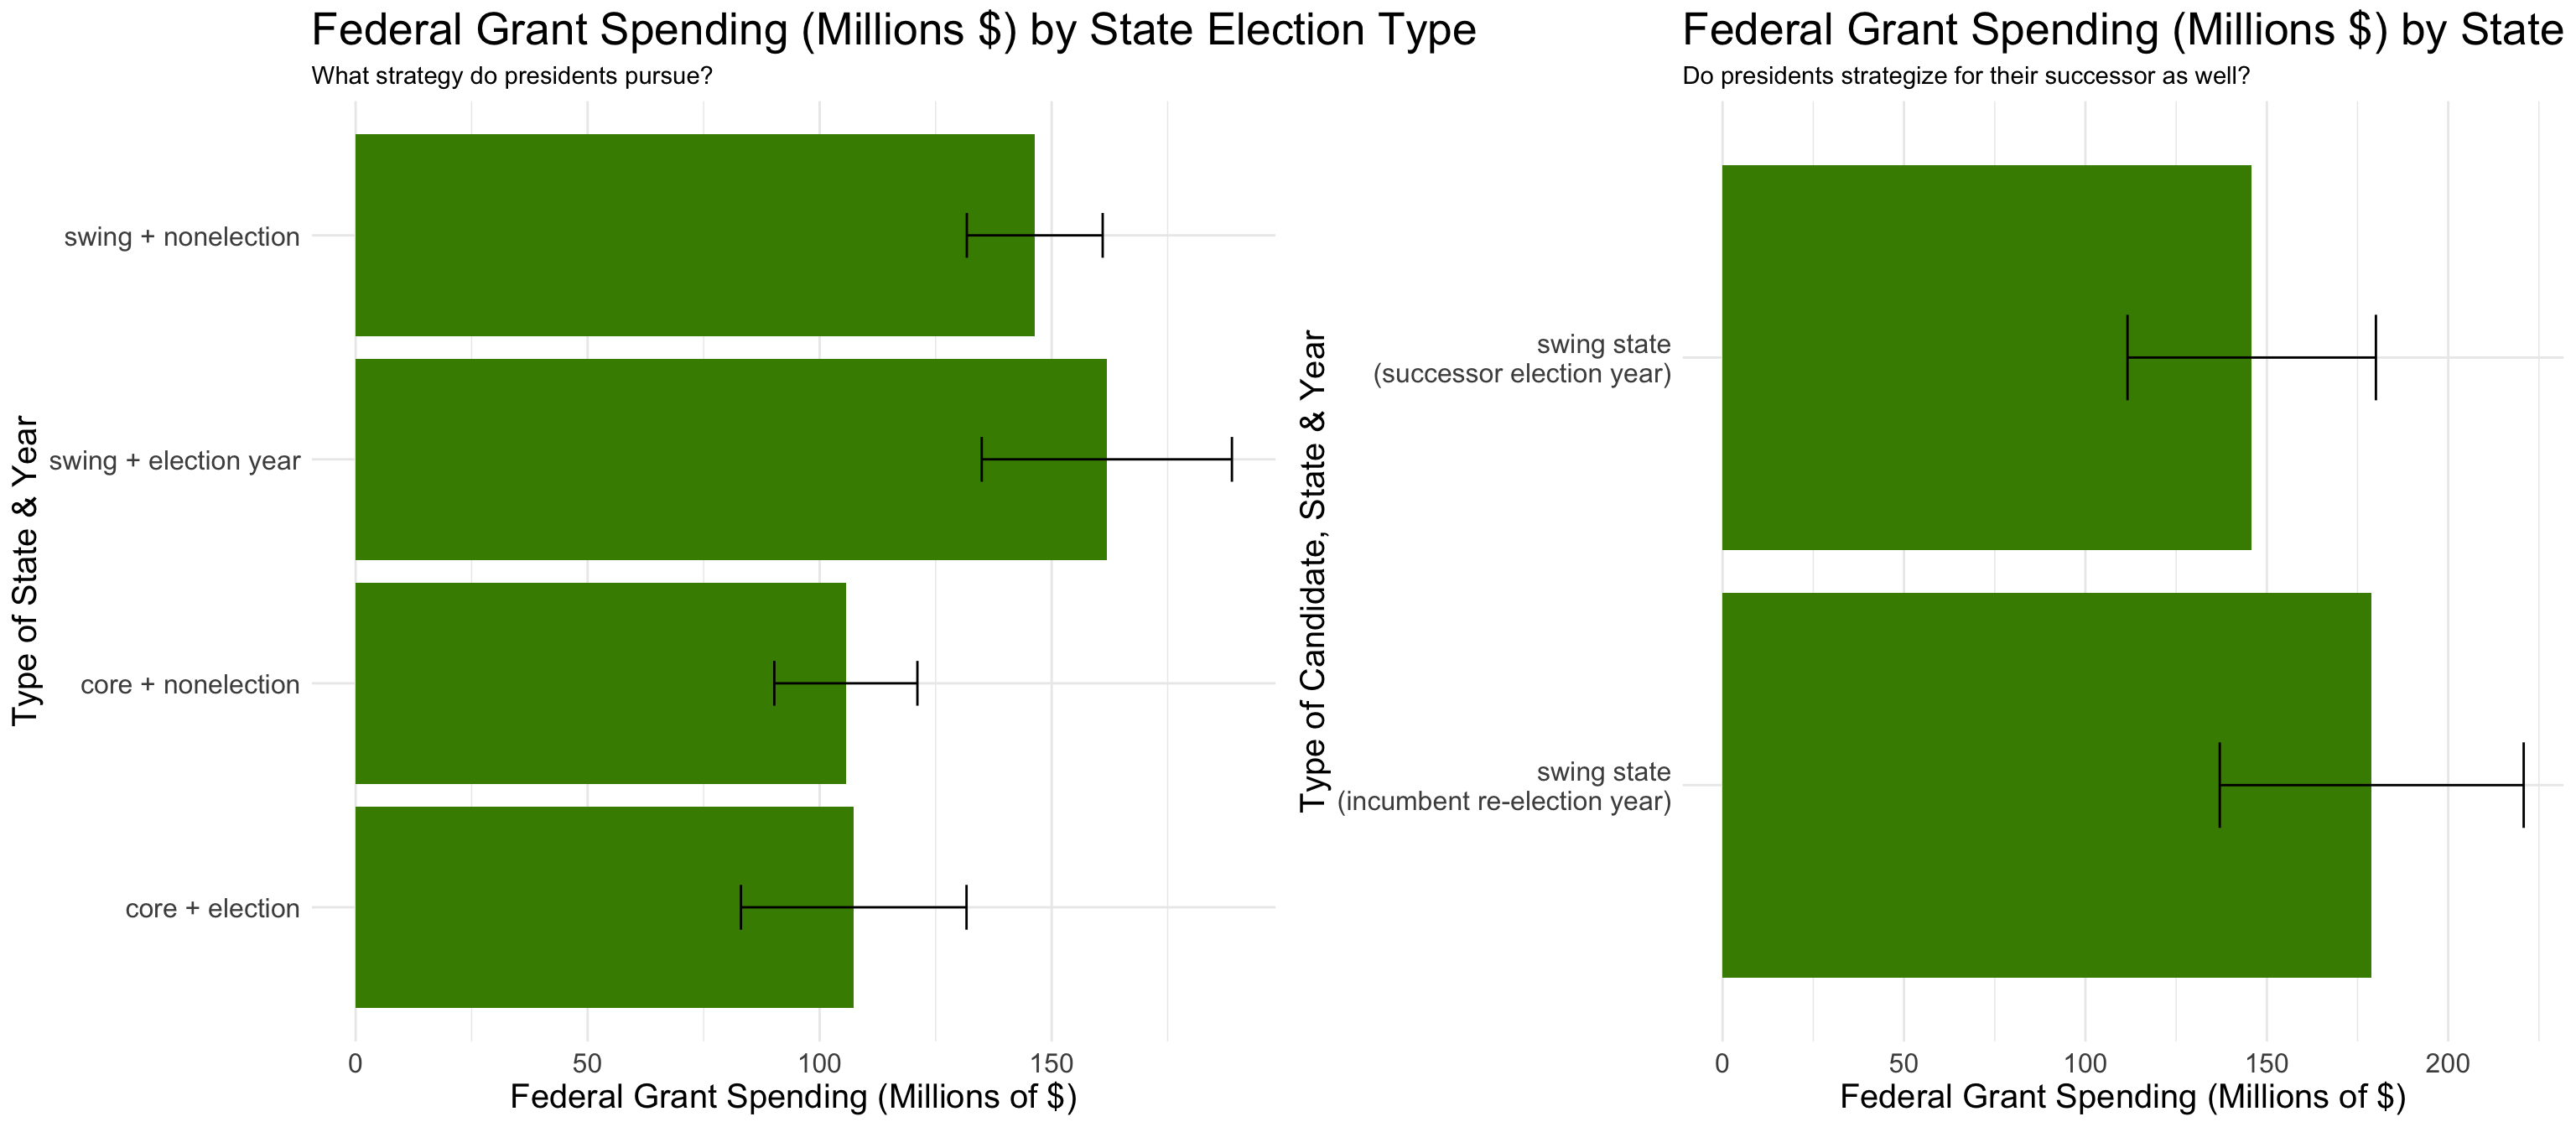 Federal Grant Spending (Millions $) by State Election Type
What strategy do presidents pursue?
Type of State & Year
swing + nonelection
swing + election year
core + nonelection
core + election
0 50 100 150
Federal Grant Spending (Millions of $)
Federal Grant Spending (Millions $) by State
Do presidents strategize for their successor as well?
Type of Candidate, State & Year
swing state
(successor election year)
swing state
(incumbent re-election year)
0 50 100 150 200
Federal Grant Spending (Millions of $)